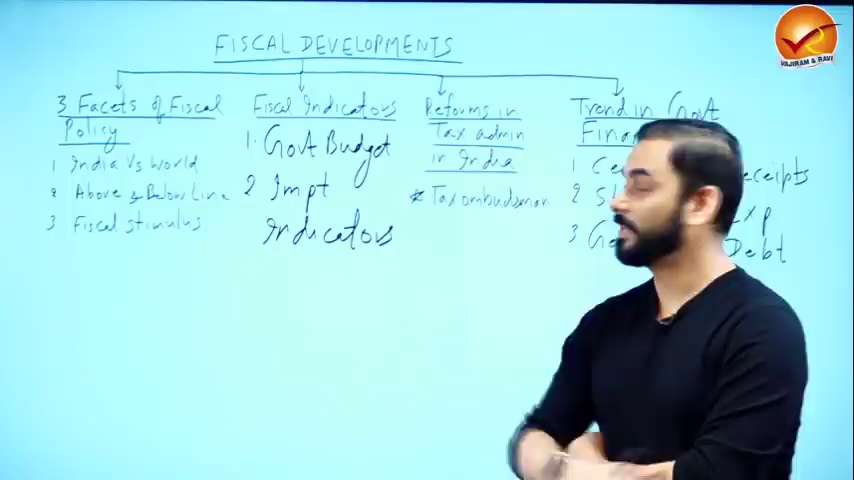 FISCAL DEVELOPMENTS
3 Facets of Fiscal
Policy
1 India Vs World
2 Above & Below Line
3 Fiscal stimulus
Fiscal Indicators
1. Govt Budget
2 Impt
Indicators
Reforms in
Tax admin
in India
* Tax ombudsman
Trend in Govt
1
2
3
Debt
VAJIRAM & RAVI